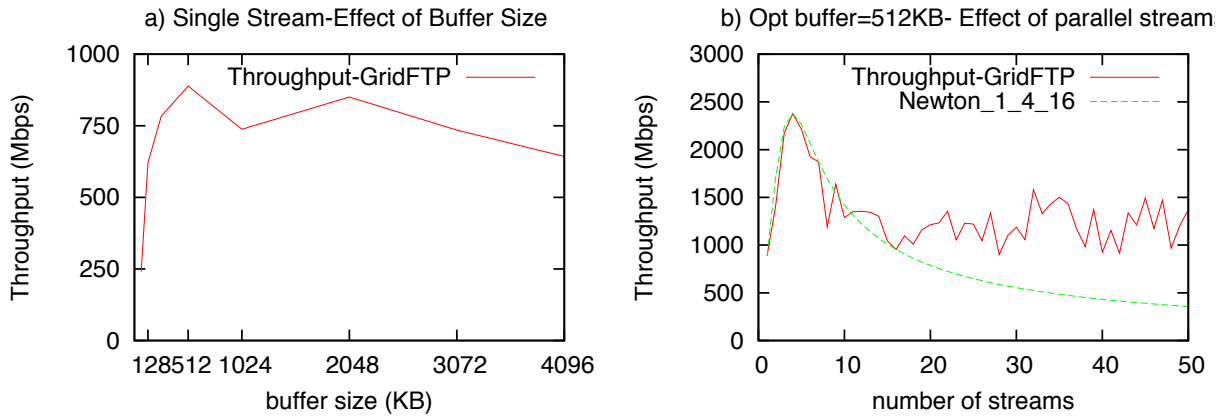 a) Single Stream-Effect of Buffer Size
1000
750
500
250
0
Throughput (Mbps)
Throughput-GridFTP
128 512 1024 2048 3072 4096
buffer size (KB)
b) Opt buffer=512KB- Effect of parallel streams
3000
2500
2000
1500
1000
500
0
Throughput (Mbps)
Throughput-GridFTP
Newton_1_4_16
0 10 20 30 40 50
number of streams